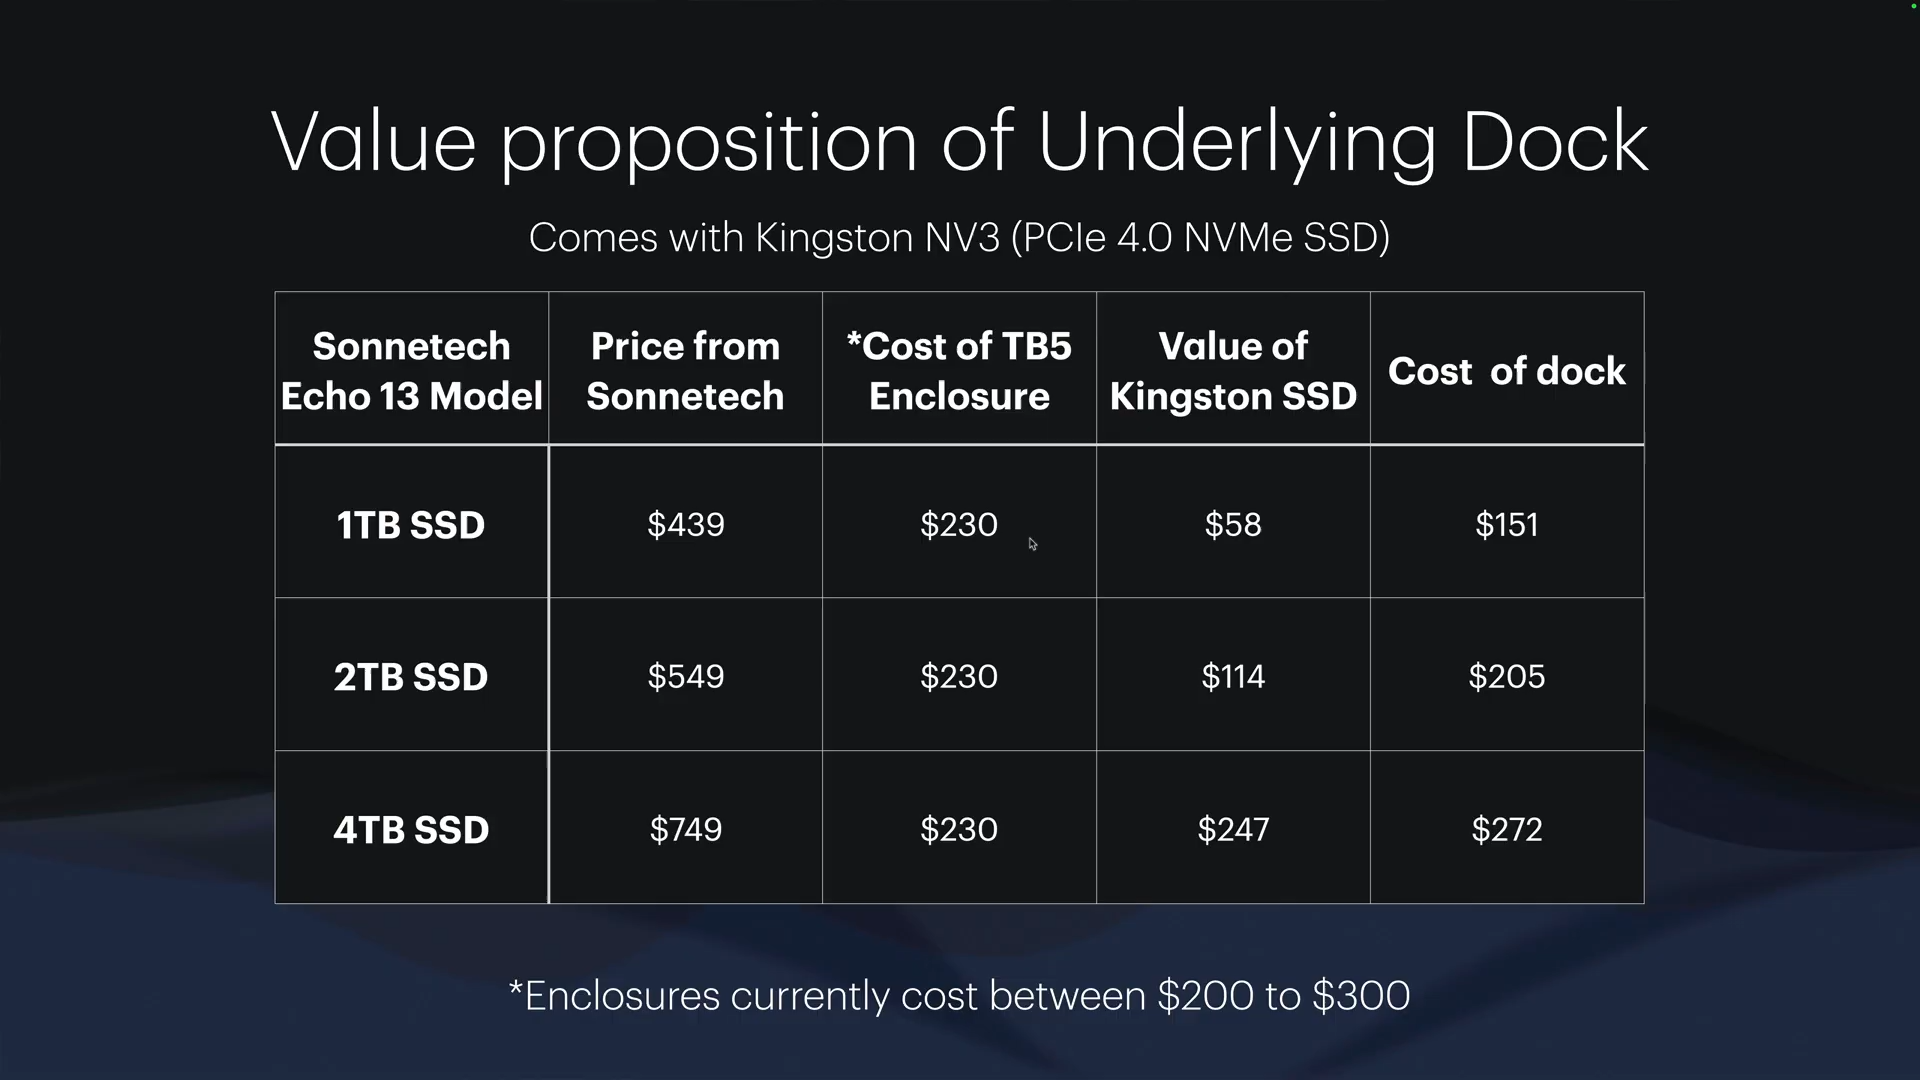 Value proposition of Underlying Dock
Comes with Kingston NV3 (PCIe 4.0 NVMe SSD)
Sonnetech Echo 13 Model | Price from Sonnetech | *Cost of TB5 Enclosure | Value of Kingston SSD | Cost of dock
1TB SSD | $439 | $230 | $58 | $151
2TB SSD | $549 | $230 | $114 | $205
4TB SSD | $749 | $230 | $247 | $272
*Enclosures currently cost between $200 to $300